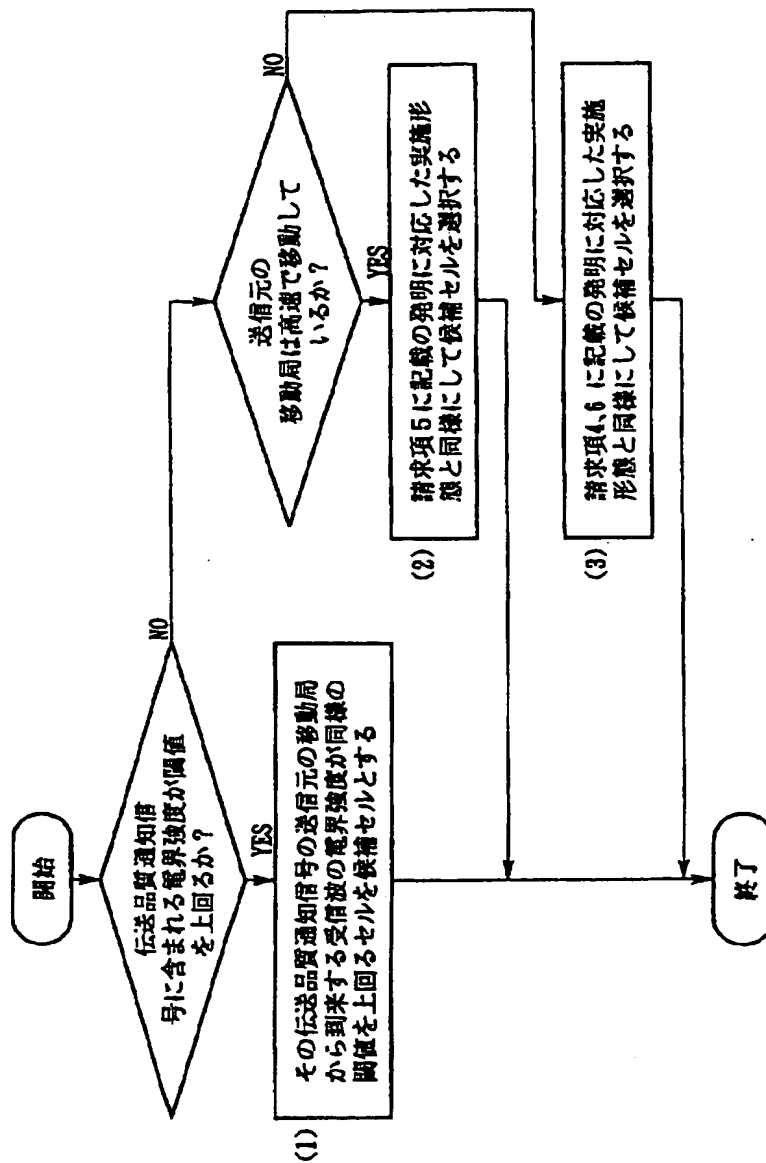 開始
伝送品質通知信
号に含まれる電界強度が閾値
を上回るか?
NO
YES
(1)
その伝送品質通知信号の送信元の移動局
から到来する受信波の電界強度が同様の
閾値を上回るセルを候補セルとする
送信元の
移動局は高速で移動して
いるか?
NO
YES
(2)
請求項5に記載の発明に対応した実施形
態と同様にして候補セルを選択する
(3)
請求項4、6に記載の発明に対応した実施
形態と同様にして候補セルを選択する
終了